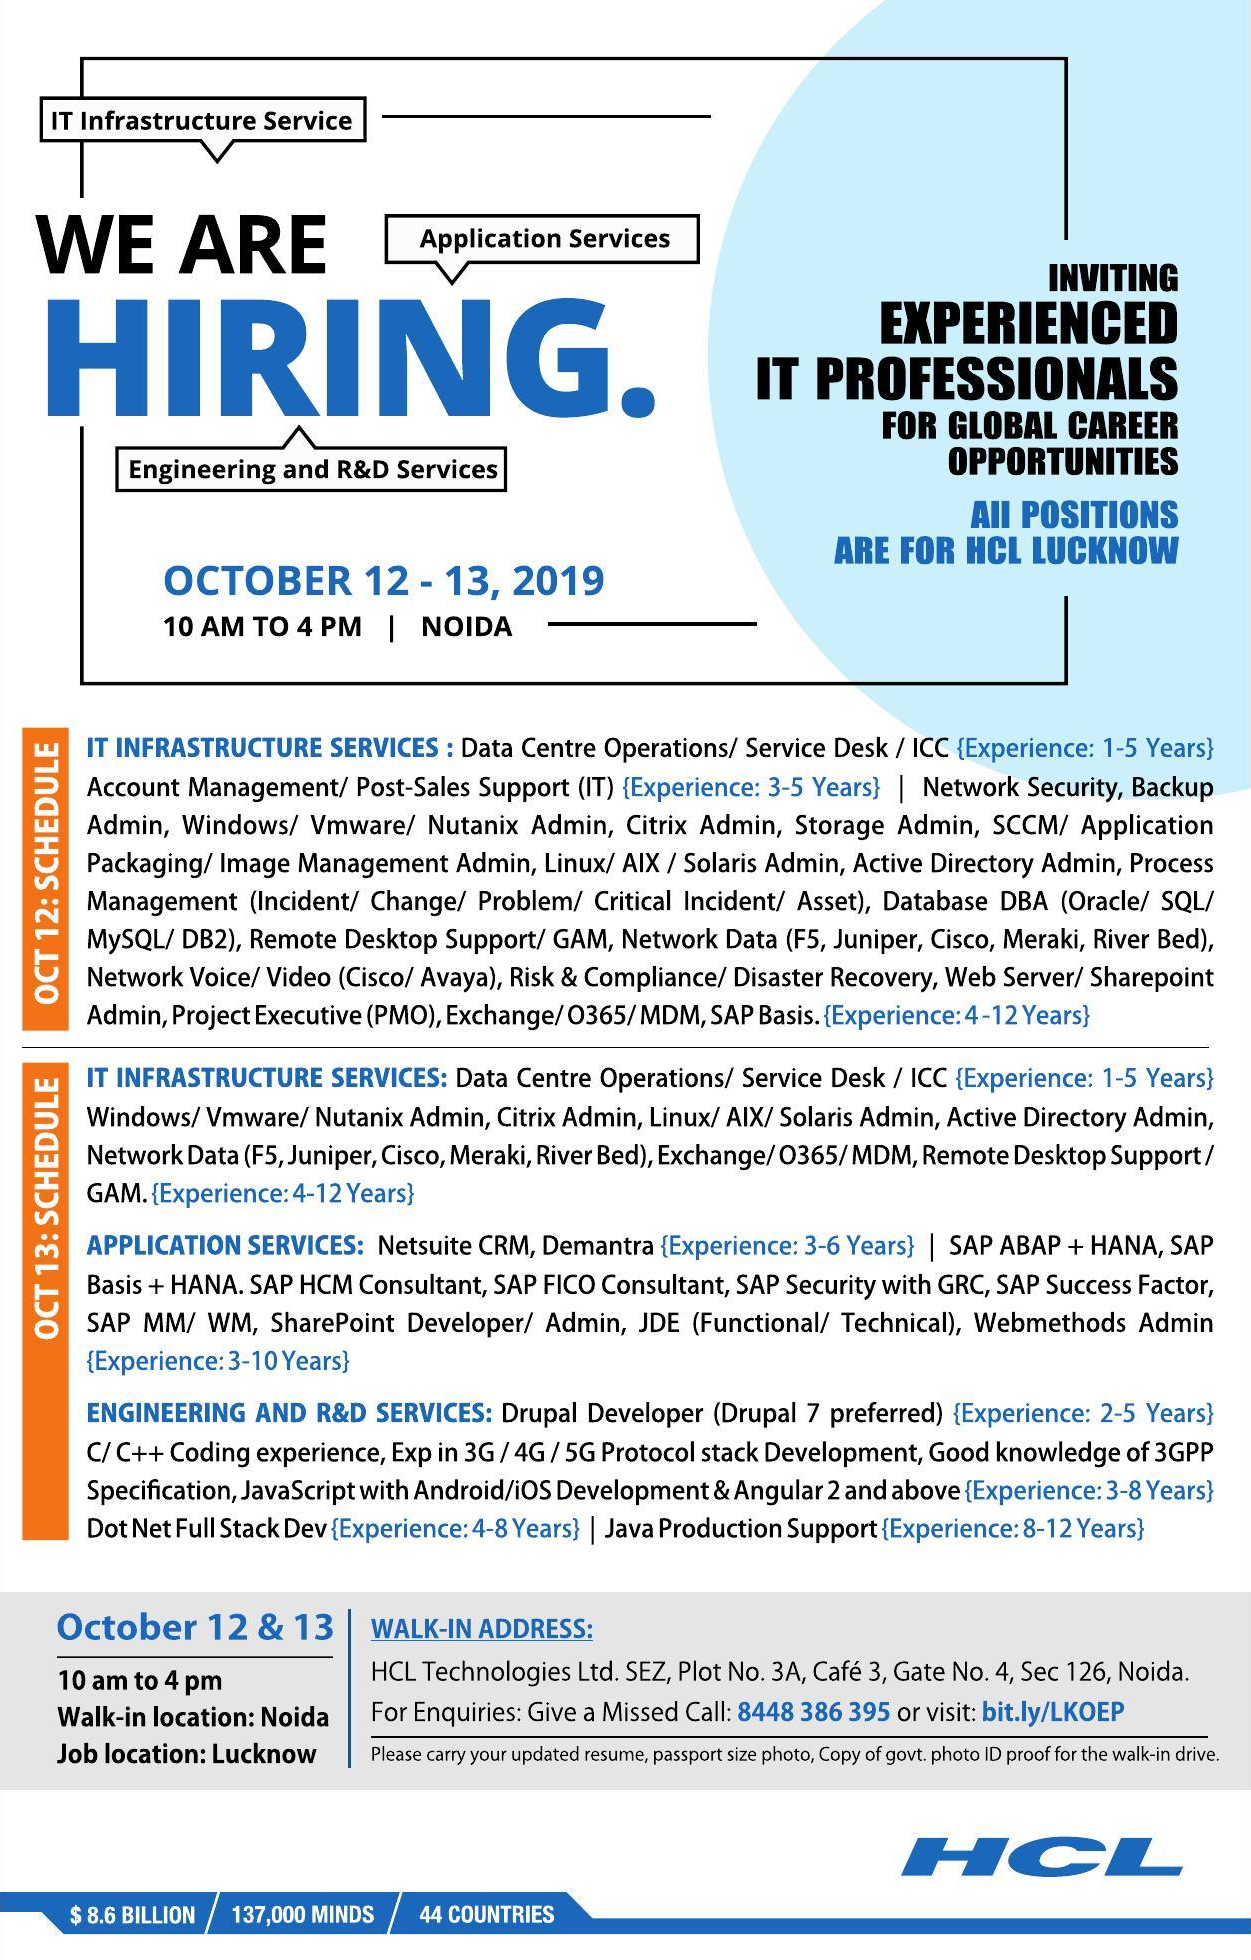 IT Infrastructure Service
WE ARE
Application Services
HIRING.
Engineering and R&D Services
INVITING
EXPERIENCED
IT PROFESSIONALS
FOR GLOBAL CAREER
OPPORTUNITIES
All POSITIONS
ARE FOR HCL LUCKNOW
OCTOBER 12 - 13, 2019
10 AM TO 4 PM | NOIDA
OCT 12: SCHEDULE
IT INFRASTRUCTURE SERVICES : Data Centre Operations/ Service Desk / ICC {Experience: 1-5 Years}
Account Management/ Post-Sales Support (IT) {Experience: 3-5 Years} | Network Security, Backup
Admin, Windows/ Vmware/ Nutanix Admin, Citrix Admin, Storage Admin, SCCM/ Application
Packaging/ Image Management Admin, Linux/ AIX / Solaris Admin, Active Directory Admin, Process
Management (Incident/ Change/ Problem/ Critical Incident/ Asset), Database DBA (Oracle/ SQL/
MySQL/ DB2), Remote Desktop Support/ GAM, Network Data (F5, Juniper, Cisco, Meraki, River Bed),
Network Voice/ Video (Cisco/ Avaya), Risk & Compliance/ Disaster Recovery, Web Server/ Sharepoint
Admin, Project Executive (PMO), Exchange/ O365/ MDM, SAP Basis. {Experience: 4 -12 Years}
OCT 13: SCHEDULE
IT INFRASTRUCTURE SERVICES: Data Centre Operations/ Service Desk / ICC {Experience: 1-5 Years}
Windows/ Vmware/ Nutanix Admin, Citrix Admin, Linux/ AIX/ Solaris Admin, Active Directory Admin,
Network Data (F5, Juniper, Cisco, Meraki, River Bed), Exchange/ O365/ MDM, Remote Desktop Support /
GAM. {Experience: 4-12 Years}
APPLICATION SERVICES: Netsuite CRM, Demantra {Experience: 3-6 Years} | SAP ABAP + HANA, SAP
Basis + HANA. SAP HCM Consultant, SAP FICO Consultant, SAP Security with GRC, SAP Success Factor,
SAP MM/ WM, SharePoint Developer/ Admin, JDE (Functional/ Technical), Webmethods Admin
{Experience: 3-10 Years}
ENGINEERING AND R&D SERVICES: Drupal Developer (Drupal 7 preferred) {Experience: 2-5 Years}
C/ C++ Coding experience, Exp in 3G / 4G / 5G Protocol stack Development, Good knowledge of 3GPP
Specification, JavaScript with Android/iOS Development & Angular 2 and above {Experience: 3-8 Years}
Dot Net Full Stack Dev {Experience: 4-8 Years} | Java Production Support {Experience: 8-12 Years}
October 12 & 13
10 am to 4 pm
Walk-in location: Noida
Job location: Lucknow
WALK-IN ADDRESS:
HCL Technologies Ltd. SEZ, Plot No. 3A, Café 3, Gate No. 4, Sec 126, Noida.
For Enquiries: Give a Missed Call: 8448 386 395 or visit: bit.ly/LKOEP
Please carry your updated resume, passport size photo, Copy of govt. photo ID proof for the walk-in drive.
HCL
$ 8.6 BILLION / 137,000 MINDS / 44 COUNTRIES